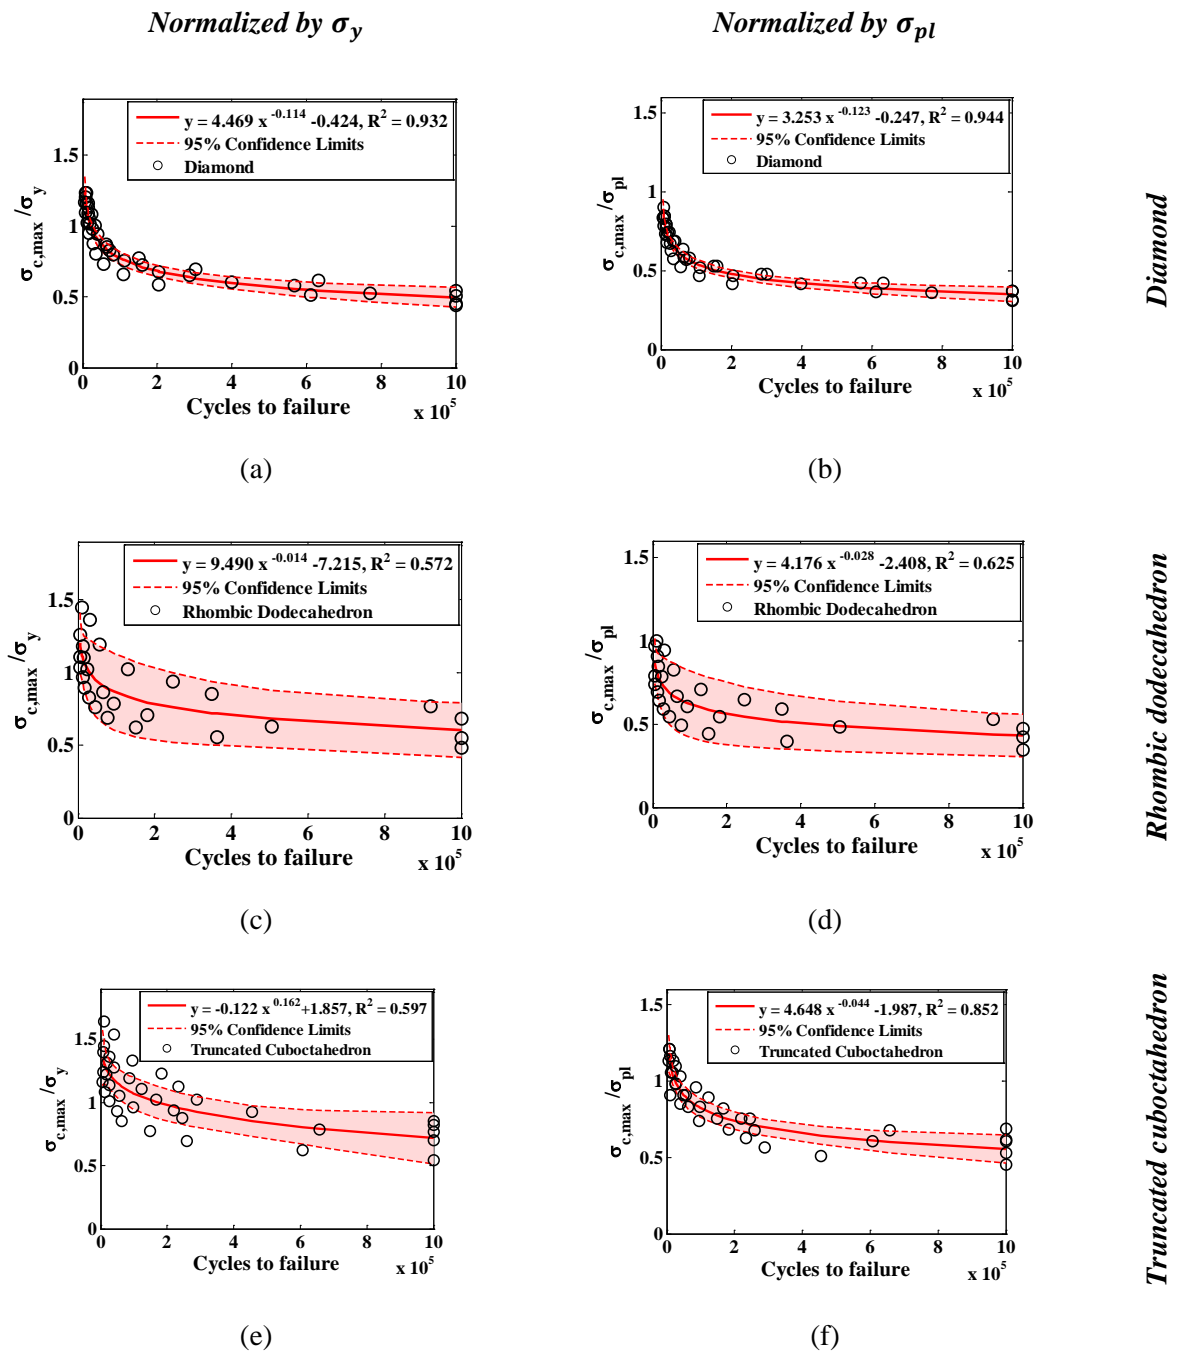 Normalized by σy
Normalized by σpl
y = 4.469 x^-0.114 -0.424, R^2 = 0.932
95% Confidence Limits
Diamond
1.5
1
0.5
0
σc,max /σy
0 2 4 6 8 10
Cycles to failure
x 10^5
(a)
y = 3.253 x^-0.123 -0.247, R^2 = 0.944
95% Confidence Limits
Diamond
1.5
1
0.5
0
σc,max /σpl
0 2 4 6 8 10
Cycles to failure
x 10^5
(b)
Diamond
y = 9.490 x^-0.014 -7.215, R^2 = 0.572
95% Confidence Limits
Rhombic Dodecahedron
1.5
1
0.5
0
σc,max /σy
0 2 4 6 8 10
Cycles to failure
x 10^5
(c)
y = 4.176 x^-0.028 -2.408, R^2 = 0.625
95% Confidence Limits
Rhombic Dodecahedron
1.5
1
0.5
0
σc,max /σpl
0 2 4 6 8 10
Cycles to failure
x 10^5
(d)
Rhombic dodecahedron
y = -0.122 x^0.162+1.857, R^2 = 0.597
95% Confidence Limits
Truncated Cuboctahedron
1.5
1
0.5
0
σc,max /σy
0 2 4 6 8 10
Cycles to failure
x 10^5
(e)
y = 4.648 x^-0.044 -1.987, R^2 = 0.852
95% Confidence Limits
Truncated Cuboctahedron
1.5
1
0.5
0
σc,max /σpl
0 2 4 6 8 10
Cycles to failure
x 10^5
(f)
Truncated cuboctahedron